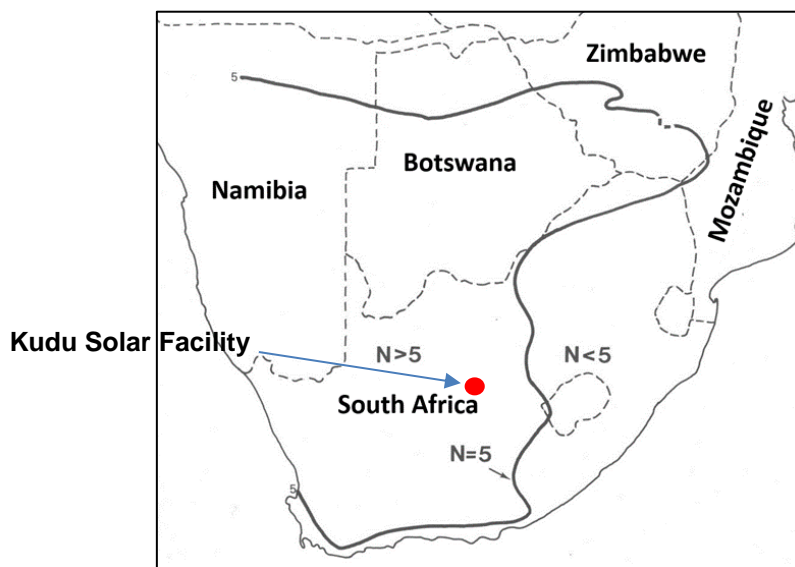 Zimbabwe
5
Botswana
Mozambique
Namibia
Kudu Solar Facility
N>5
N<5
South Africa
N=5
5